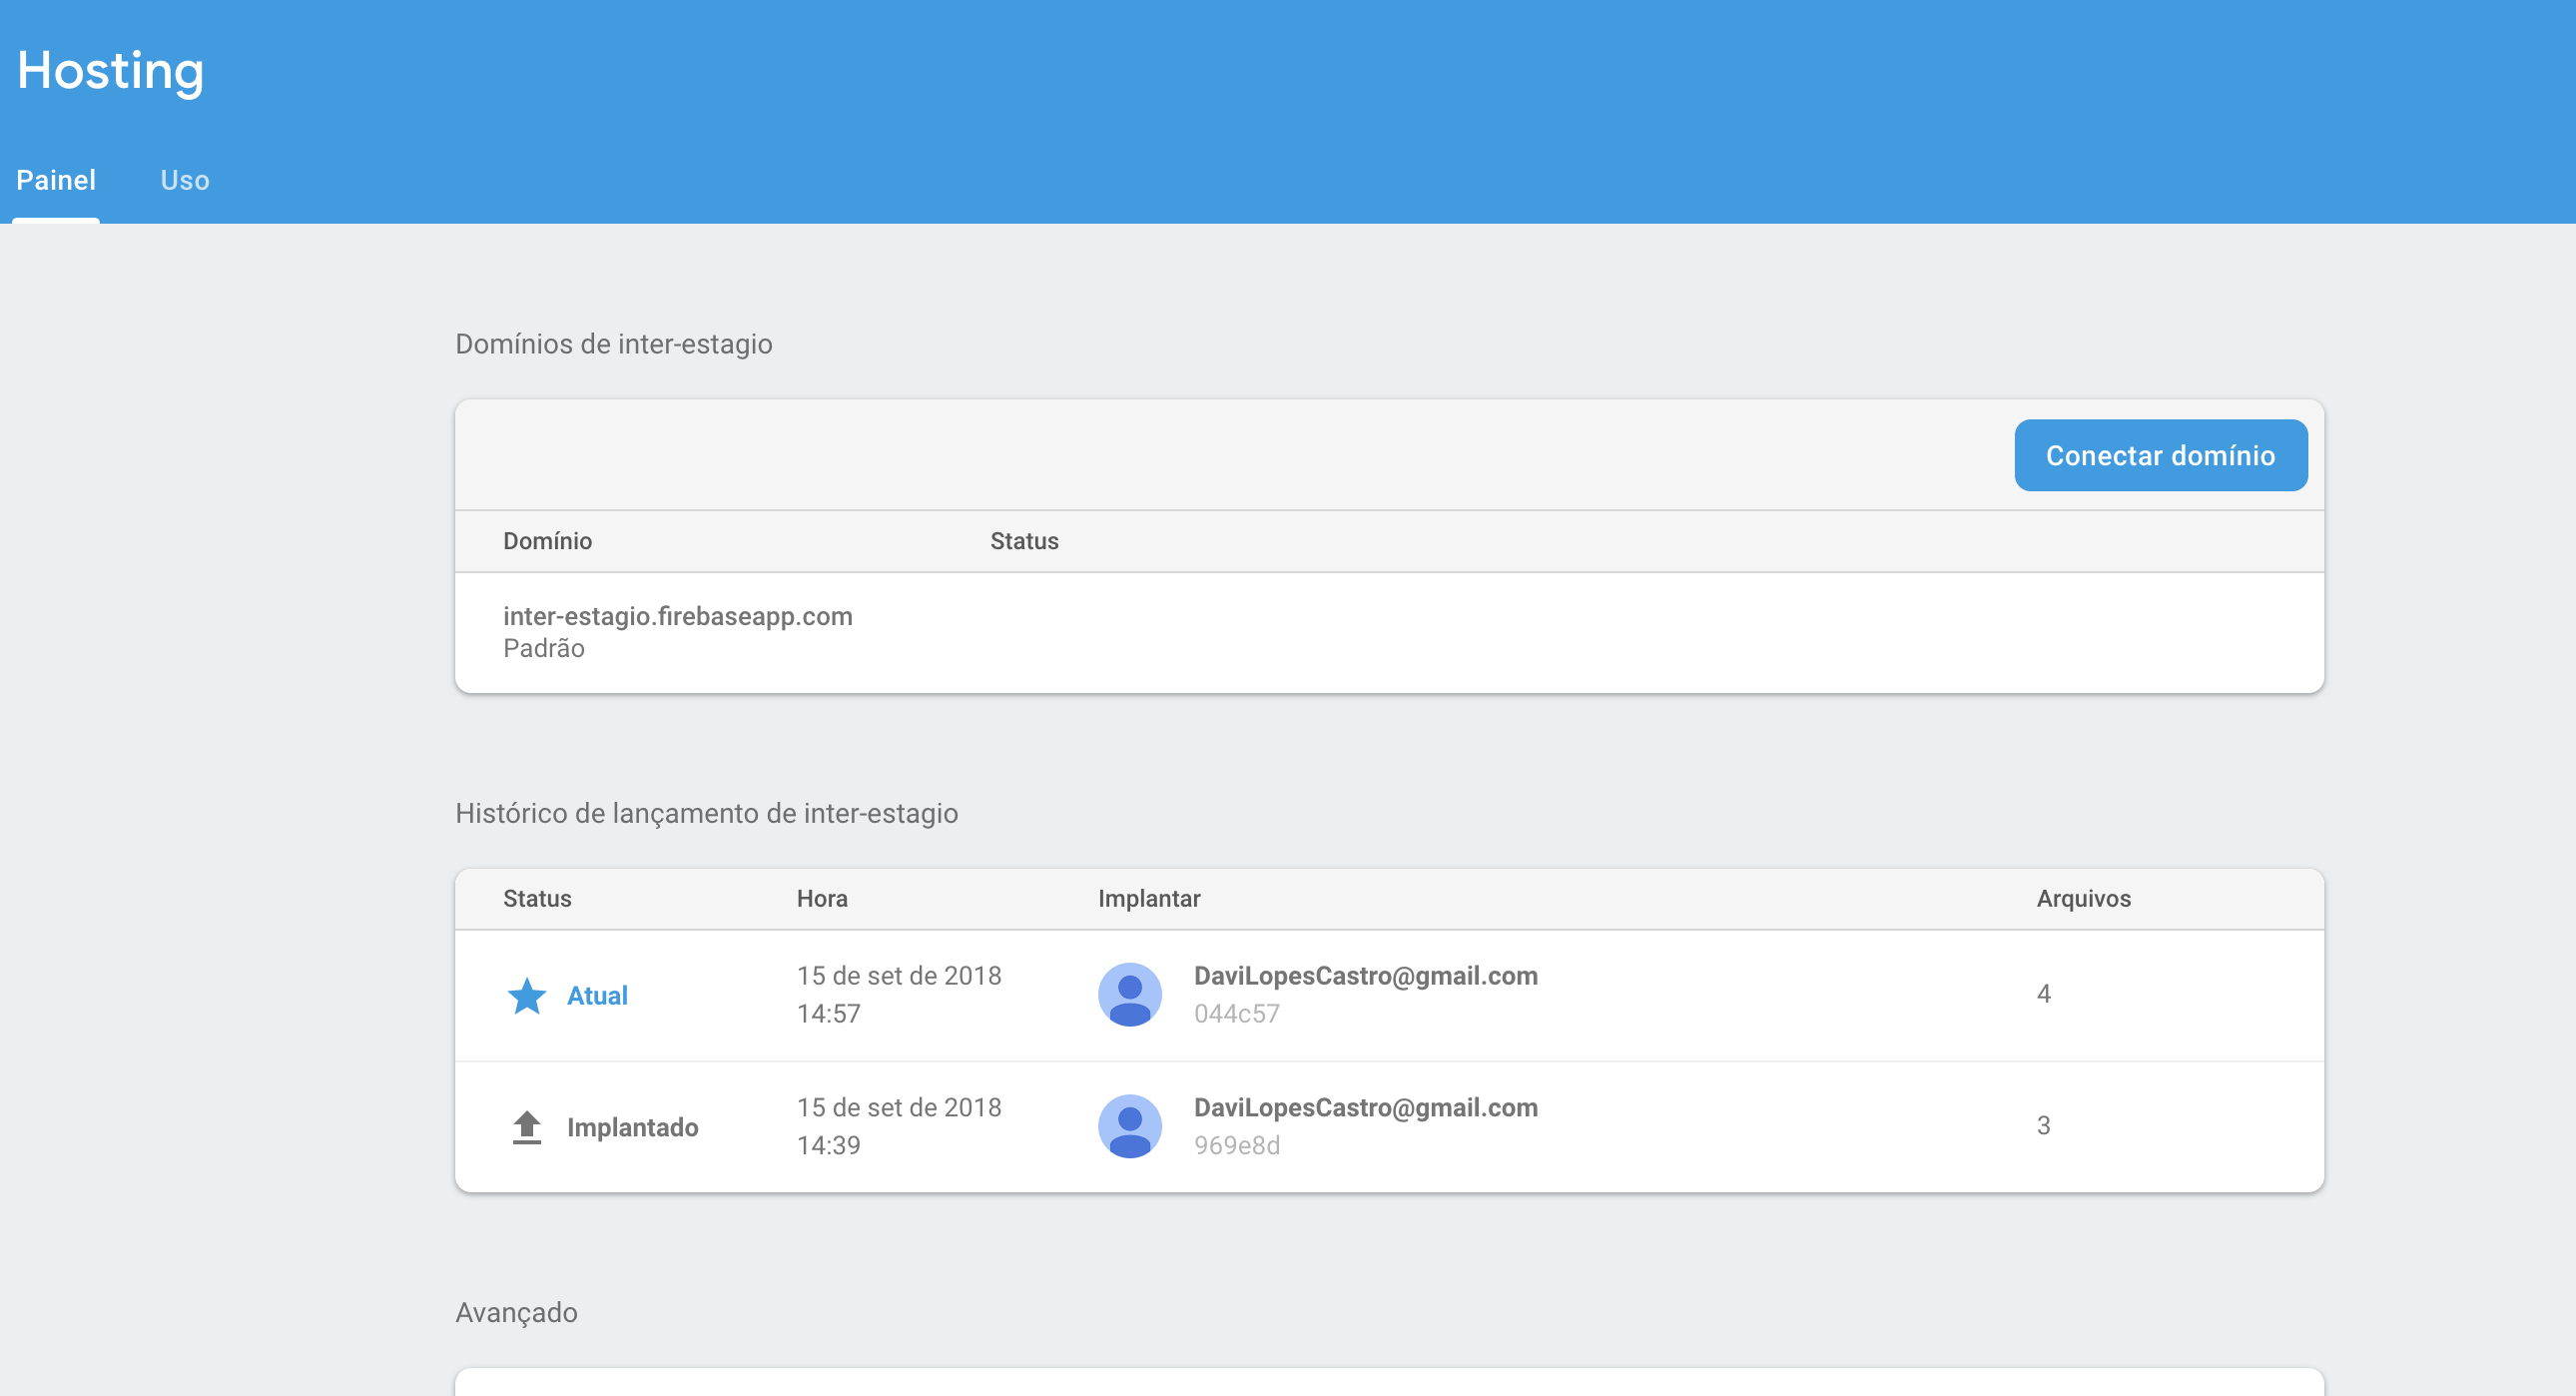 Hosting
Painel Uso
Domínios de inter-estagio
Conectar domínio
Domínio Status
inter-estagio.firebaseapp.com
Padrão
Histórico de lançamento de inter-estagio
Status Hora Implantar Arquivos
Atual 15 de set de 2018 14:57 DaviLopesCastro@gmail.com 044c57 4
Implantado 15 de set de 2018 14:39 DaviLopesCastro@gmail.com 969e8d 3
Avançado